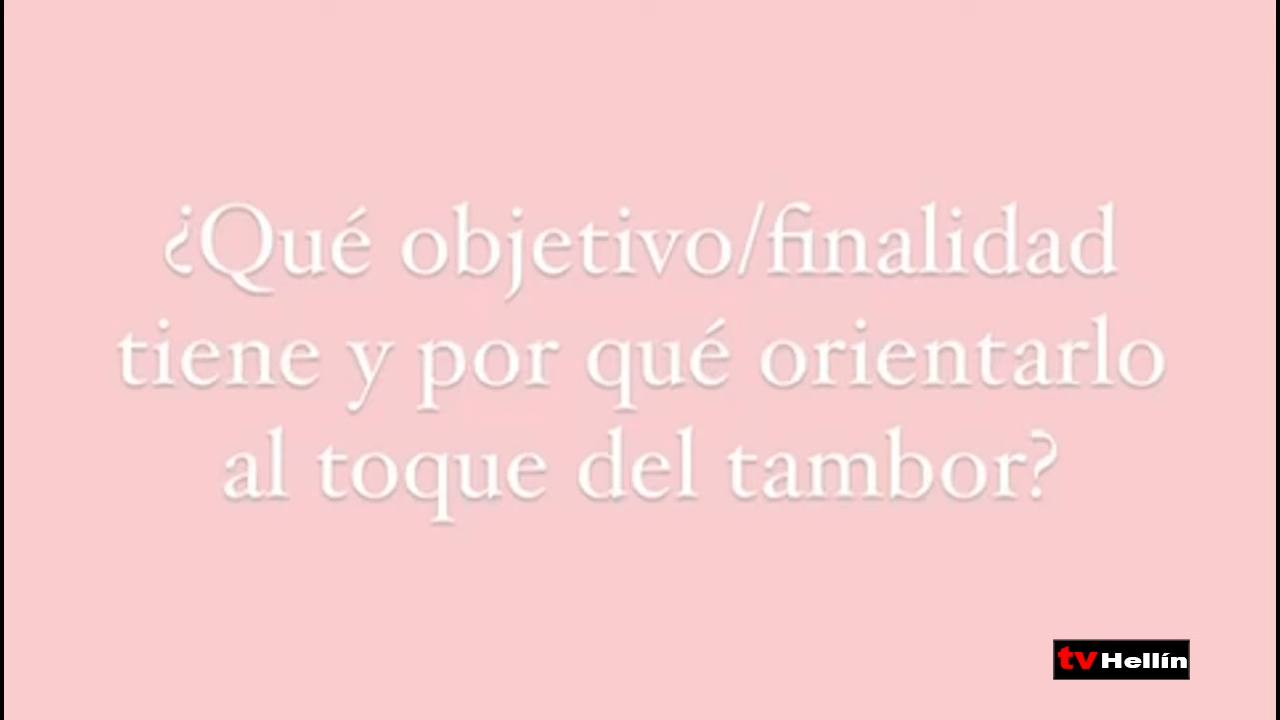 ¿Qué objetivo/finalidad
tiene y por qué orientarlo
al toque del tambor?
tv Hellín